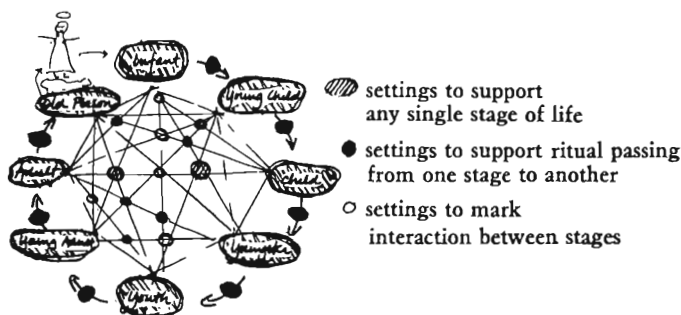 Infant
Young Child
Child
Youngster
Youth
Young Adult
Adult
Old Person
settings to support
any single stage of life
settings to support ritual passing
from one stage to another
settings to mark
interaction between stages